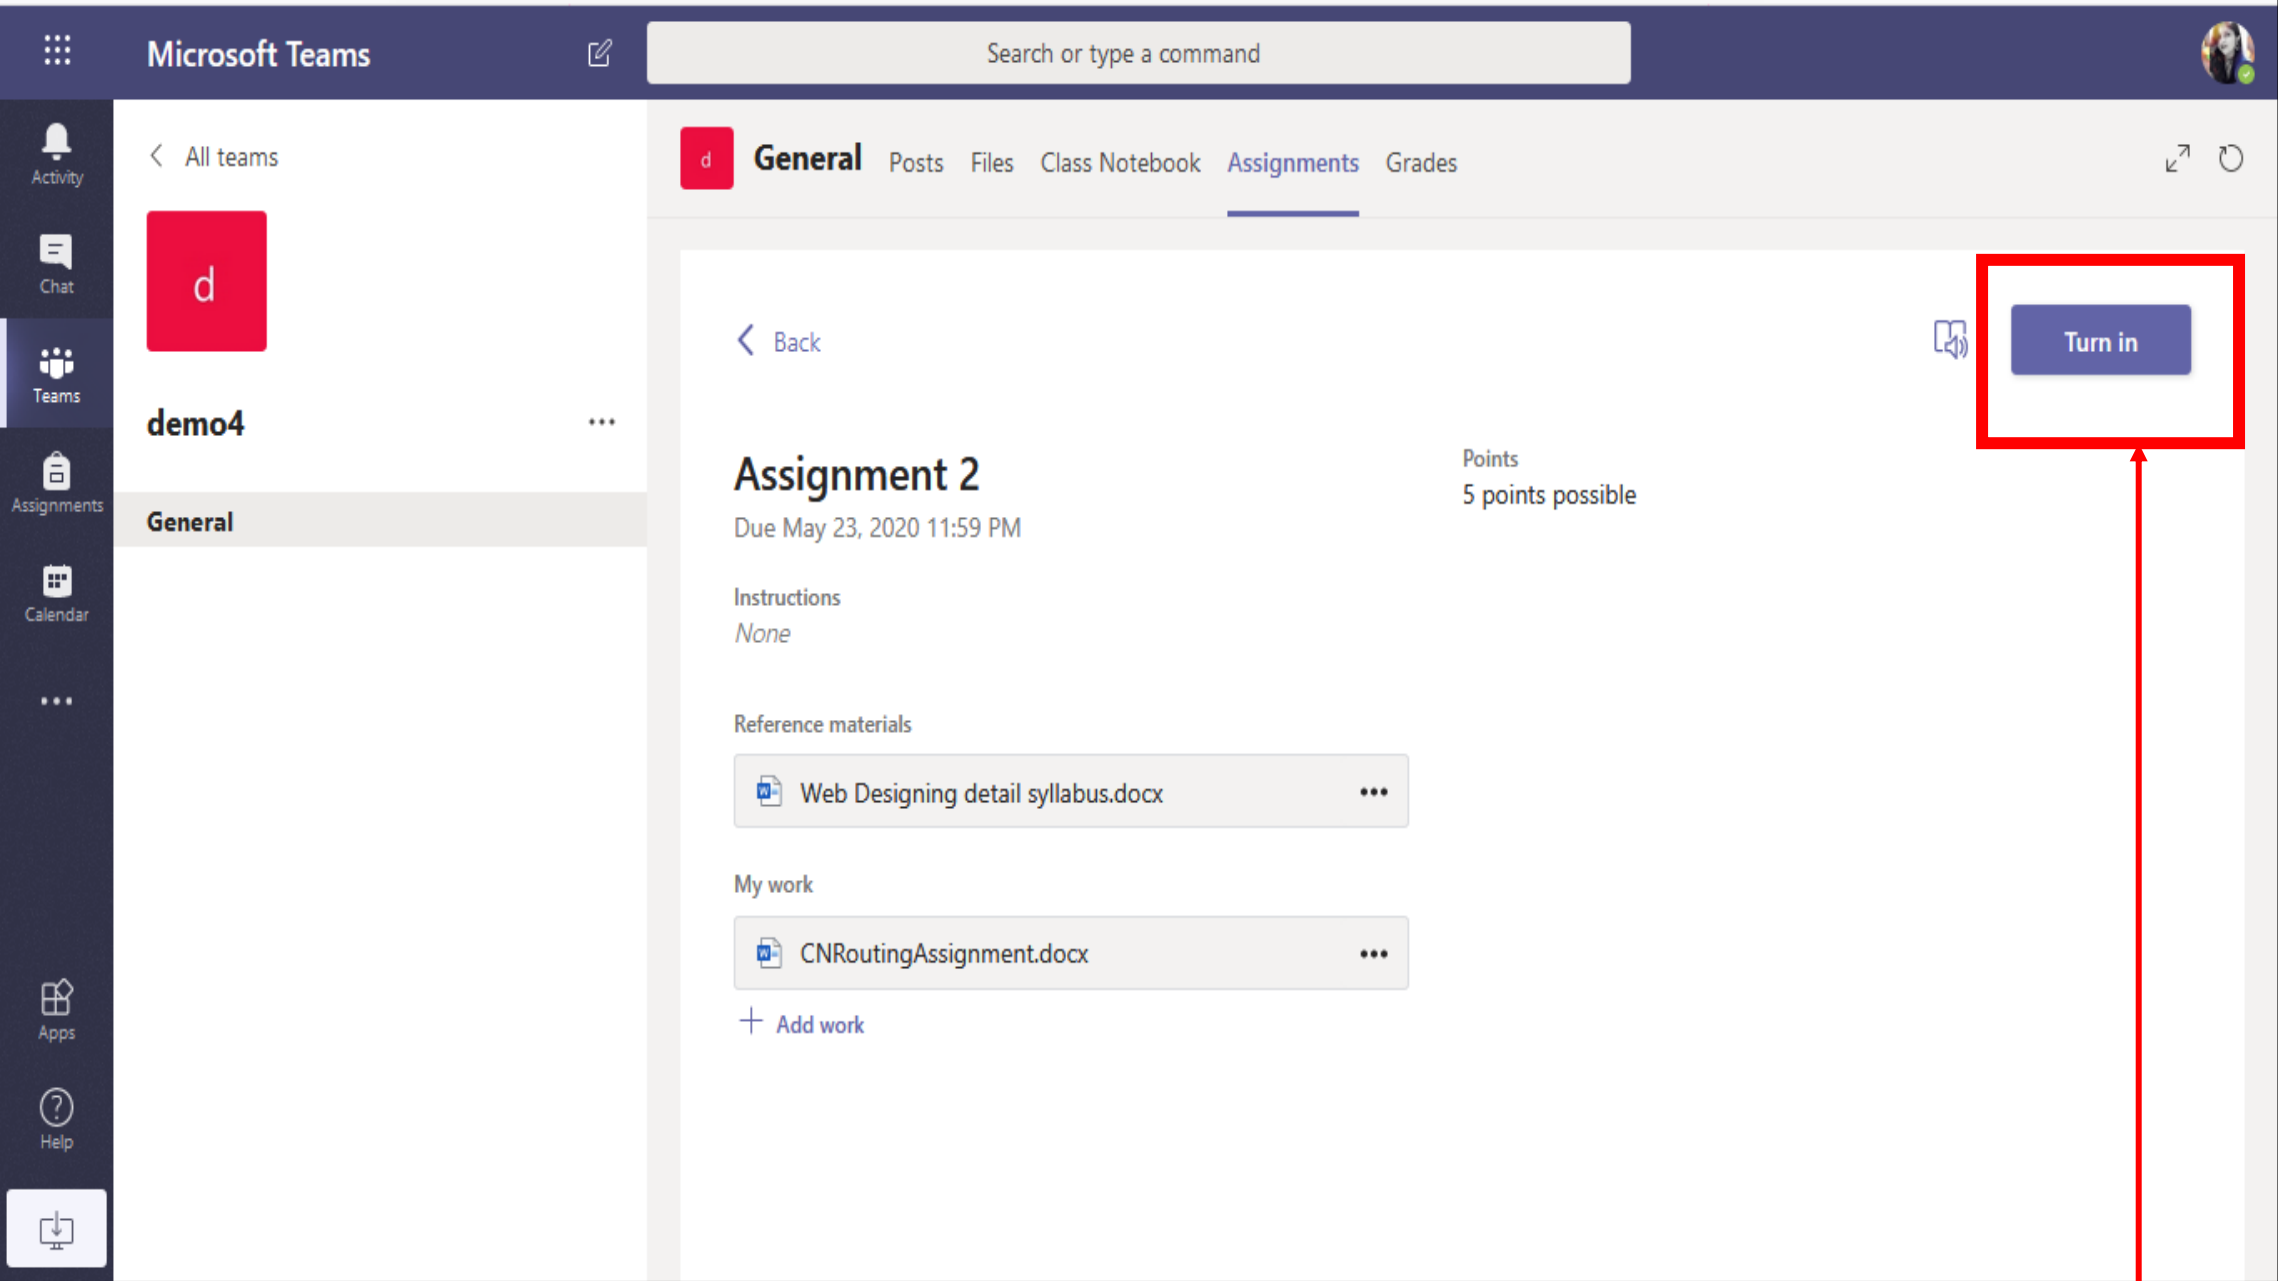 Microsoft Teams
Search or type a command
Activity
Chat
Teams
Assignments
Calendar
Apps
Help
All teams
d
demo4
General
d
General Posts Files Class Notebook Assignments Grades
Back
Turn in
Assignment 2
Due May 23, 2020 11:59 PM
Points
5 points possible
Instructions
None
Reference materials
Web Designing detail syllabus.docx
My work
CNRoutingAssignment.docx
Add work